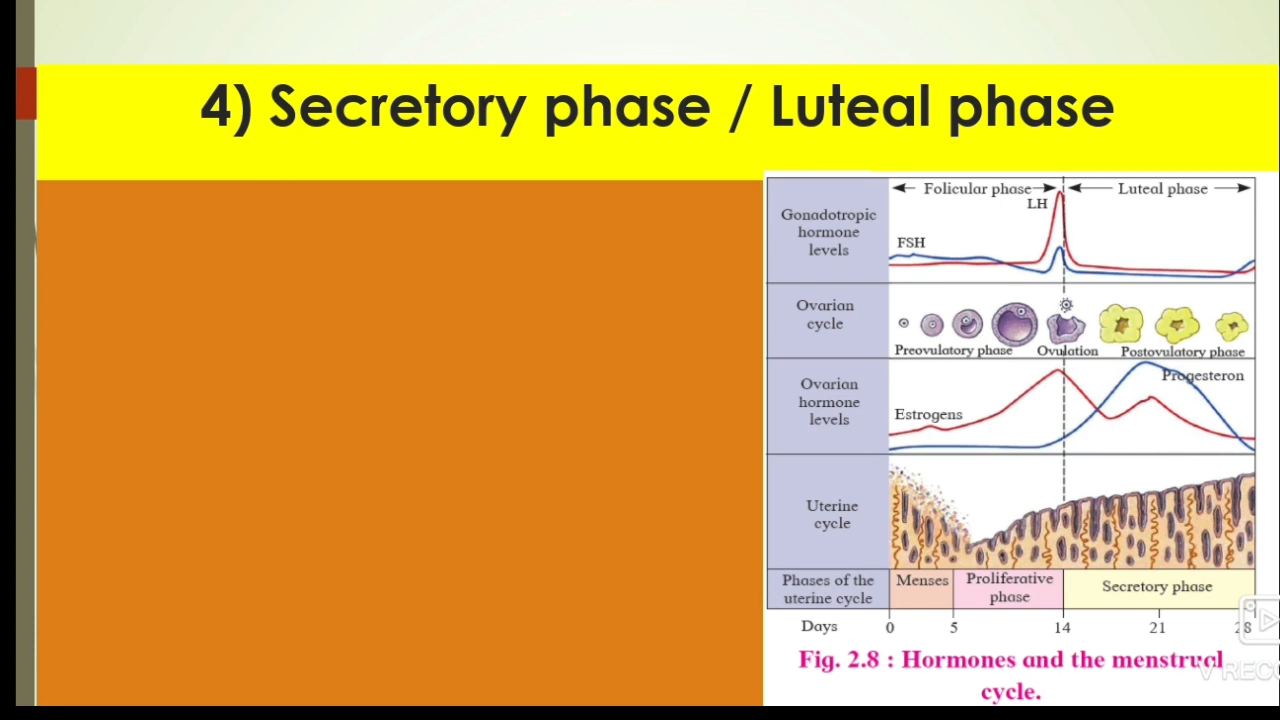 4) Secretory phase / Luteal phase
Folicular phase
Luteal phase
LH
Gonadotropic
hormone
levels
FSH
Ovarian
cycle
Preovulatory phase
Ovulation
Postovulatory phase
Ovarian
hormone
levels
Progesteron
Estrogens
Uterine
cycle
Phases of the
uterine cycle
Menses
Proliferative
phase
Secretory phase
Days
0
5
14
21
28
Fig. 2.8 : Hormones and the menstrual
cycle.